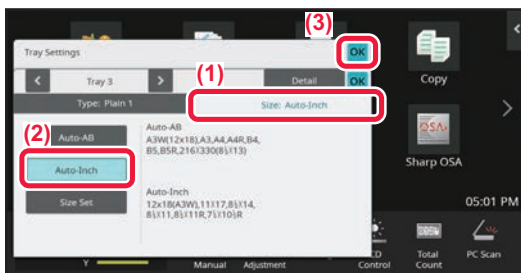 (3)
Tray Settings
OK
(1)
< Tray 3 >
Detail
OK
Copy
Type: Plain 1
Size: Auto-Inch
(2)
Auto-AB
Auto-AB
A3W(12x18),A3,A4,A4R,B4,
B5,B5R,216x330(8½x13)
Auto-Inch
Sharp OSA
Auto-Inch
12x18(A3W),11x17,8½x14,
8½x11,8½x11R,7¼x10½R
Size Set
05:01 PM
Y
Manual
Adjustment
Control
Total
Count
PC Scan